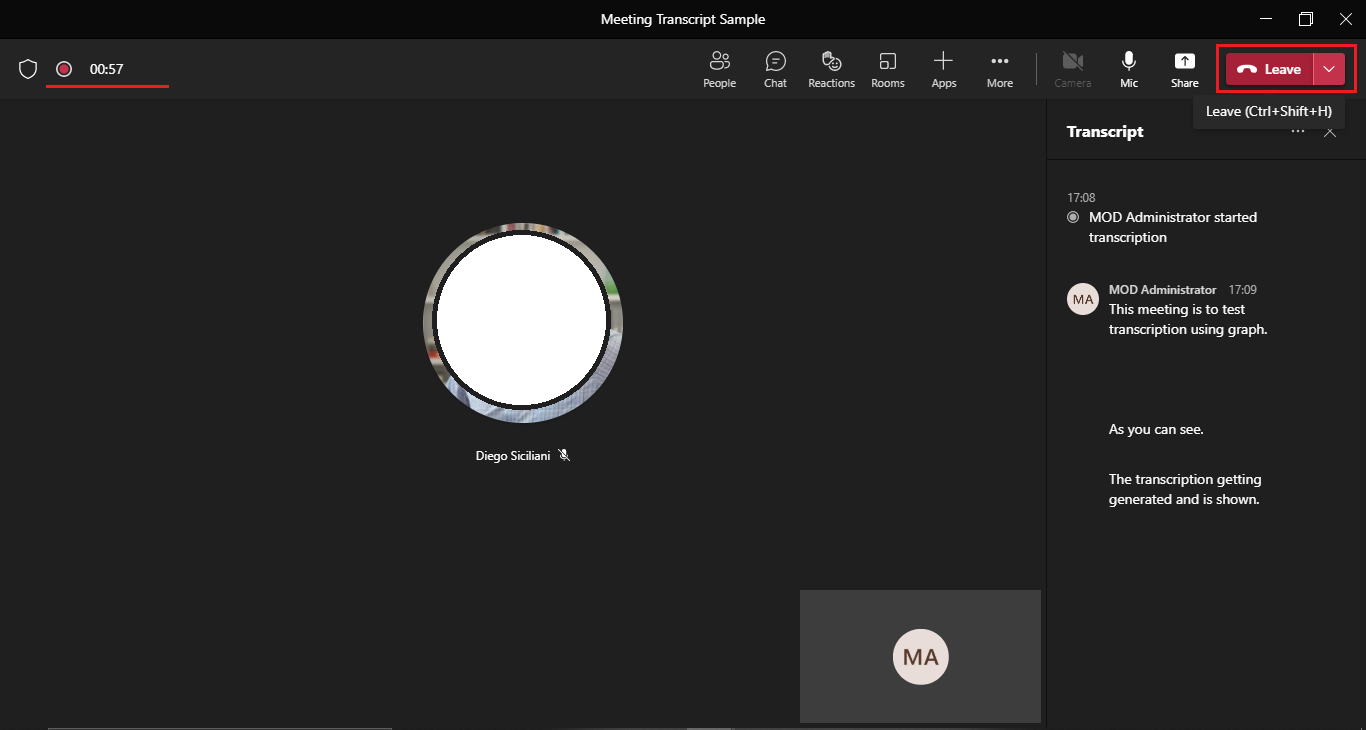 Meeting Transcript Sample
00:57
People
Chat
Reactions
Rooms
Apps
More
Camera
Mic
Share
Leave
Leave (Ctrl+Shift+H)
Transcript
17:08
MOD Administrator started
transcription
MA
MOD Administrator 17:09
This meeting is to test
transcription using graph.
As you can see.
The transcription getting
generated and is shown.
Diego Siciliani
MA